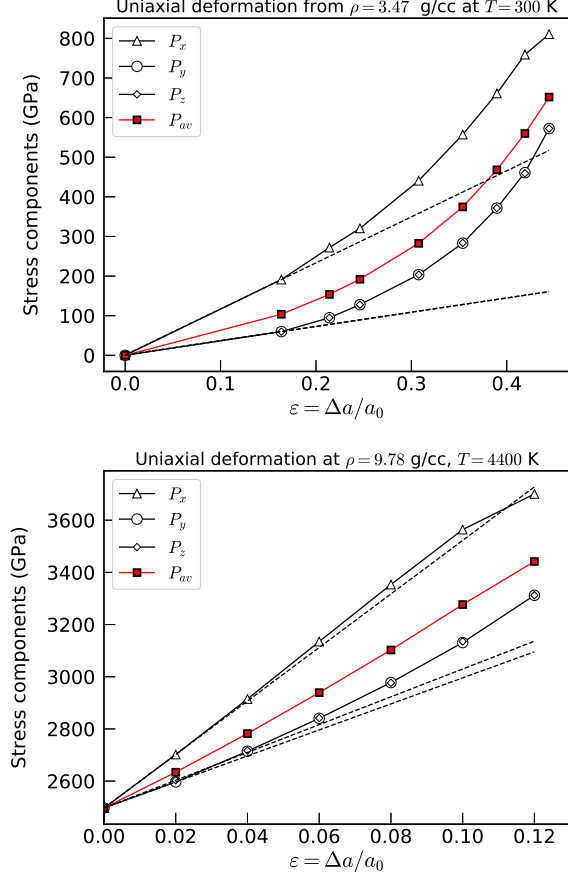 Uniaxial deformation from ρ = 3.47 g/cc at T = 300 K
Stress components (GPa)
800
700
600
500
400
300
200
100
0
P_x
P_y
P_z
P_av
0.0 0.1 0.2 0.3 0.4
ε = Δa/a_0
Uniaxial deformation at ρ = 9.78 g/cc, T = 4400 K
Stress components (GPa)
3600
3400
3200
3000
2800
2600
P_x
P_y
P_z
P_av
0.00 0.02 0.04 0.06 0.08 0.10 0.12
ε = Δa/a_0